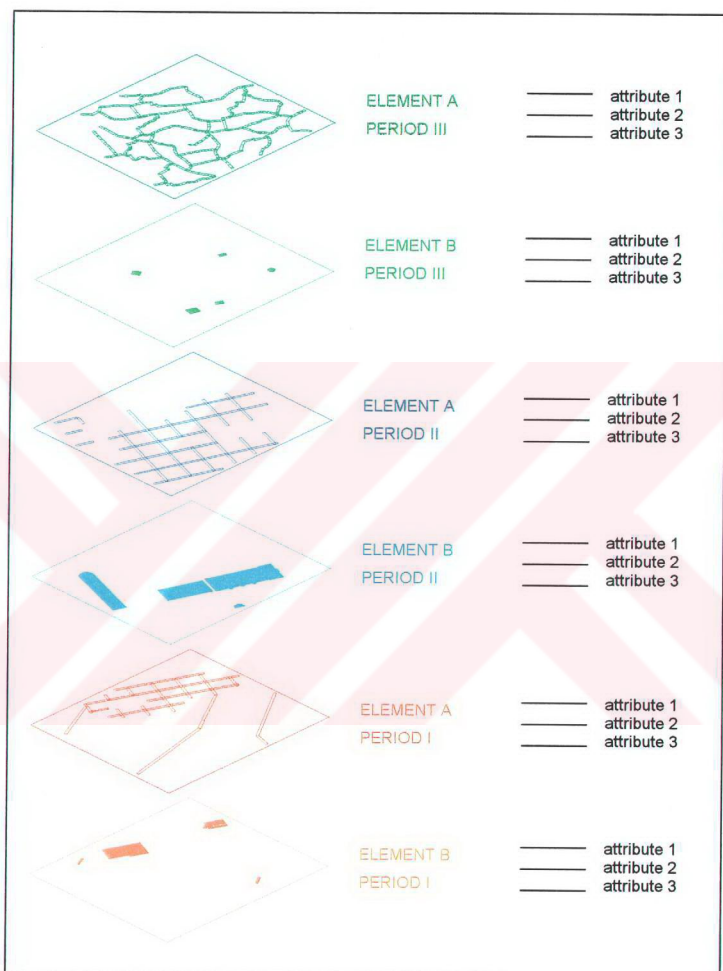 ELEMENT A
PERIOD III
attribute 1
attribute 2
attribute 3
ELEMENT B
PERIOD III
attribute 1
attribute 2
attribute 3
ELEMENT A
PERIOD II
attribute 1
attribute 2
attribute 3
ELEMENT B
PERIOD II
attribute 1
attribute 2
attribute 3
ELEMENT A
PERIOD I
attribute 1
attribute 2
attribute 3
ELEMENT B
PERIOD I
attribute 1
attribute 2
attribute 3